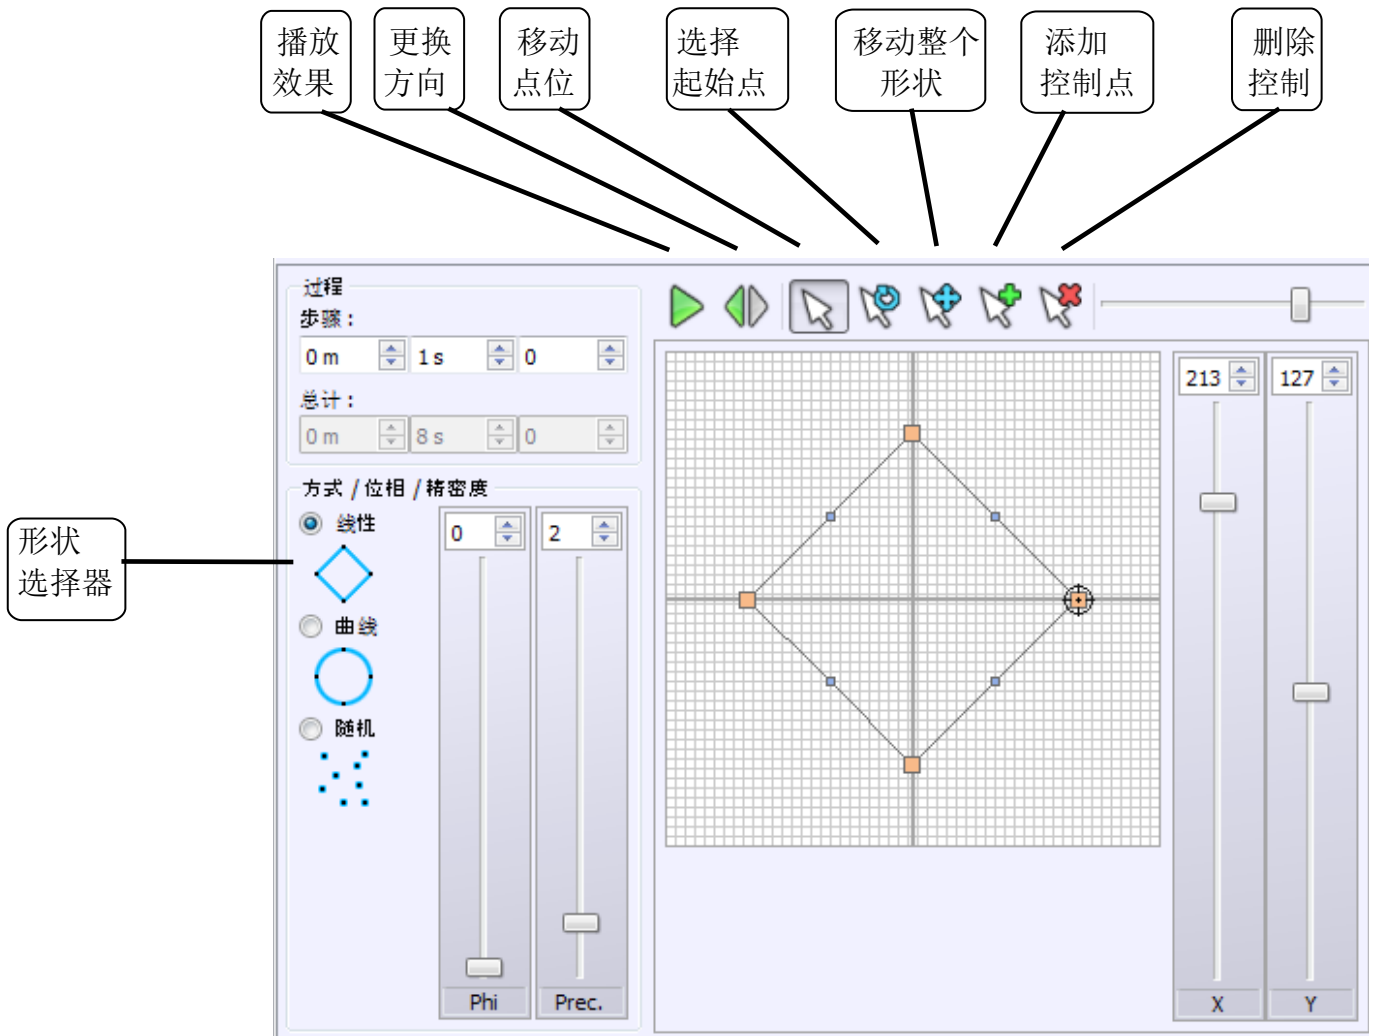 播放
效果
更换
方向
移动
点位
选择
起始点
移动整个
形状
添加
控制点
删除
控制
过程
步骤：
0 m
1 s
0
总计：
0 m
8 s
0
方式 / 位相 / 精密度
形状
选择器
线性
曲线
随机
0
2
Phi
Prec.
213
127
X
Y